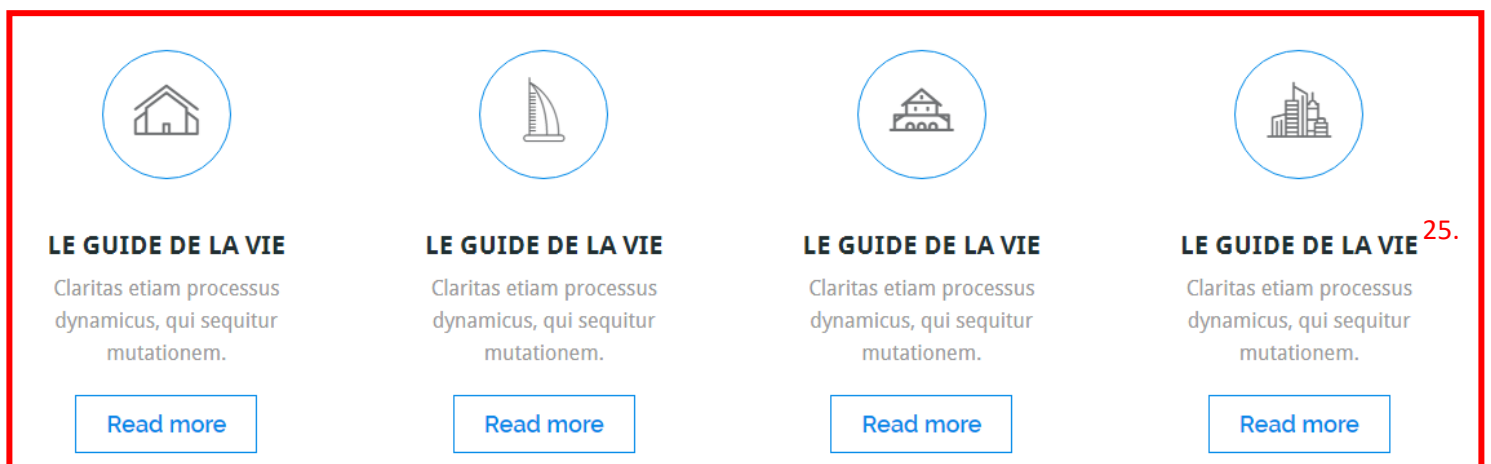 LE GUIDE DE LA VIE
Claritas etiam processus
dynamicus, qui sequitur
mutationem.
Read more
LE GUIDE DE LA VIE
Claritas etiam processus
dynamicus, qui sequitur
mutationem.
Read more
LE GUIDE DE LA VIE
Claritas etiam processus
dynamicus, qui sequitur
mutationem.
Read more
LE GUIDE DE LA VIE 25.
Claritas etiam processus
dynamicus, qui sequitur
mutationem.
Read more